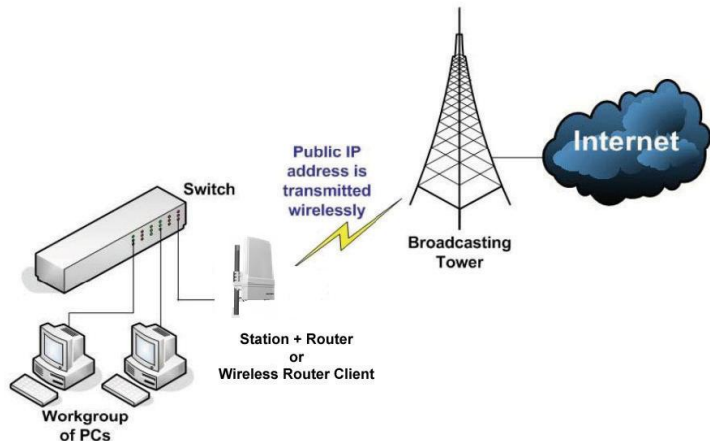 Internet
Public IP
address is
transmitted
wirelessly
Switch
Broadcasting
Tower
Station + Router
or
Wireless Router Client
Workgroup
of PCs